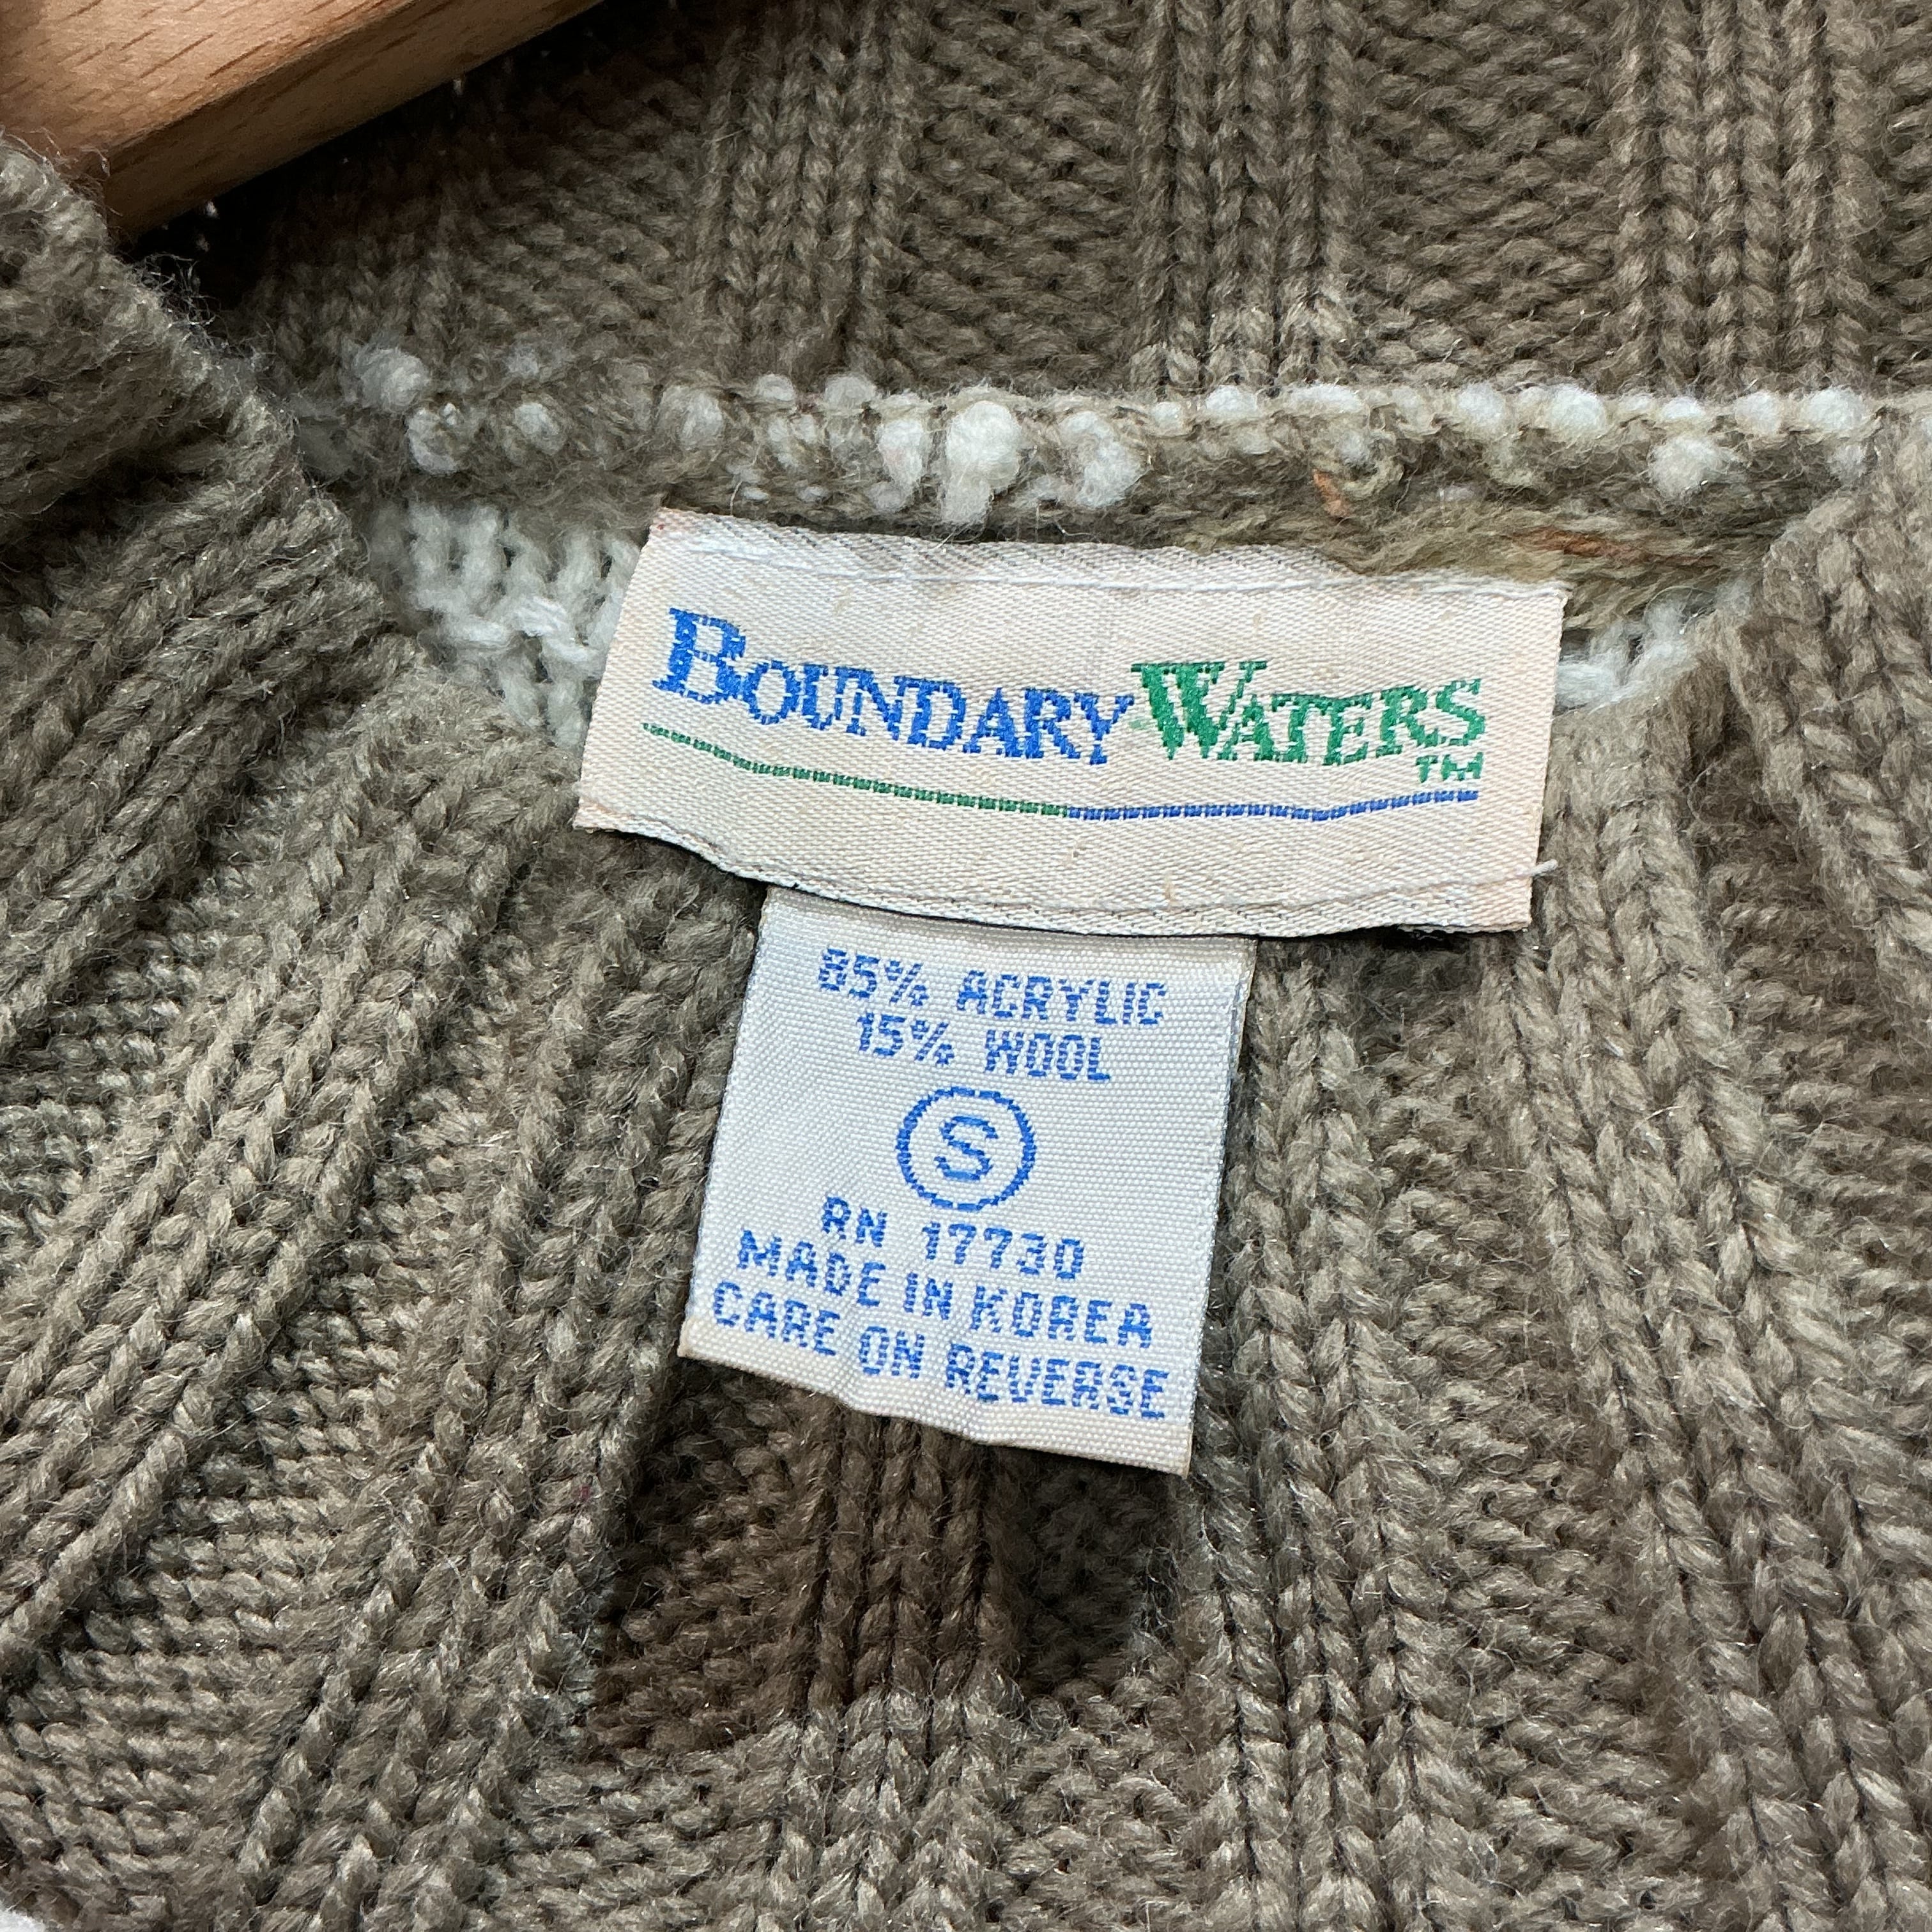 BOUNDARY WATERS
TM
85% ACRYLIC
15% WOOL
S
RN 17730
MADE IN KOREA
CARE ON REVERSE